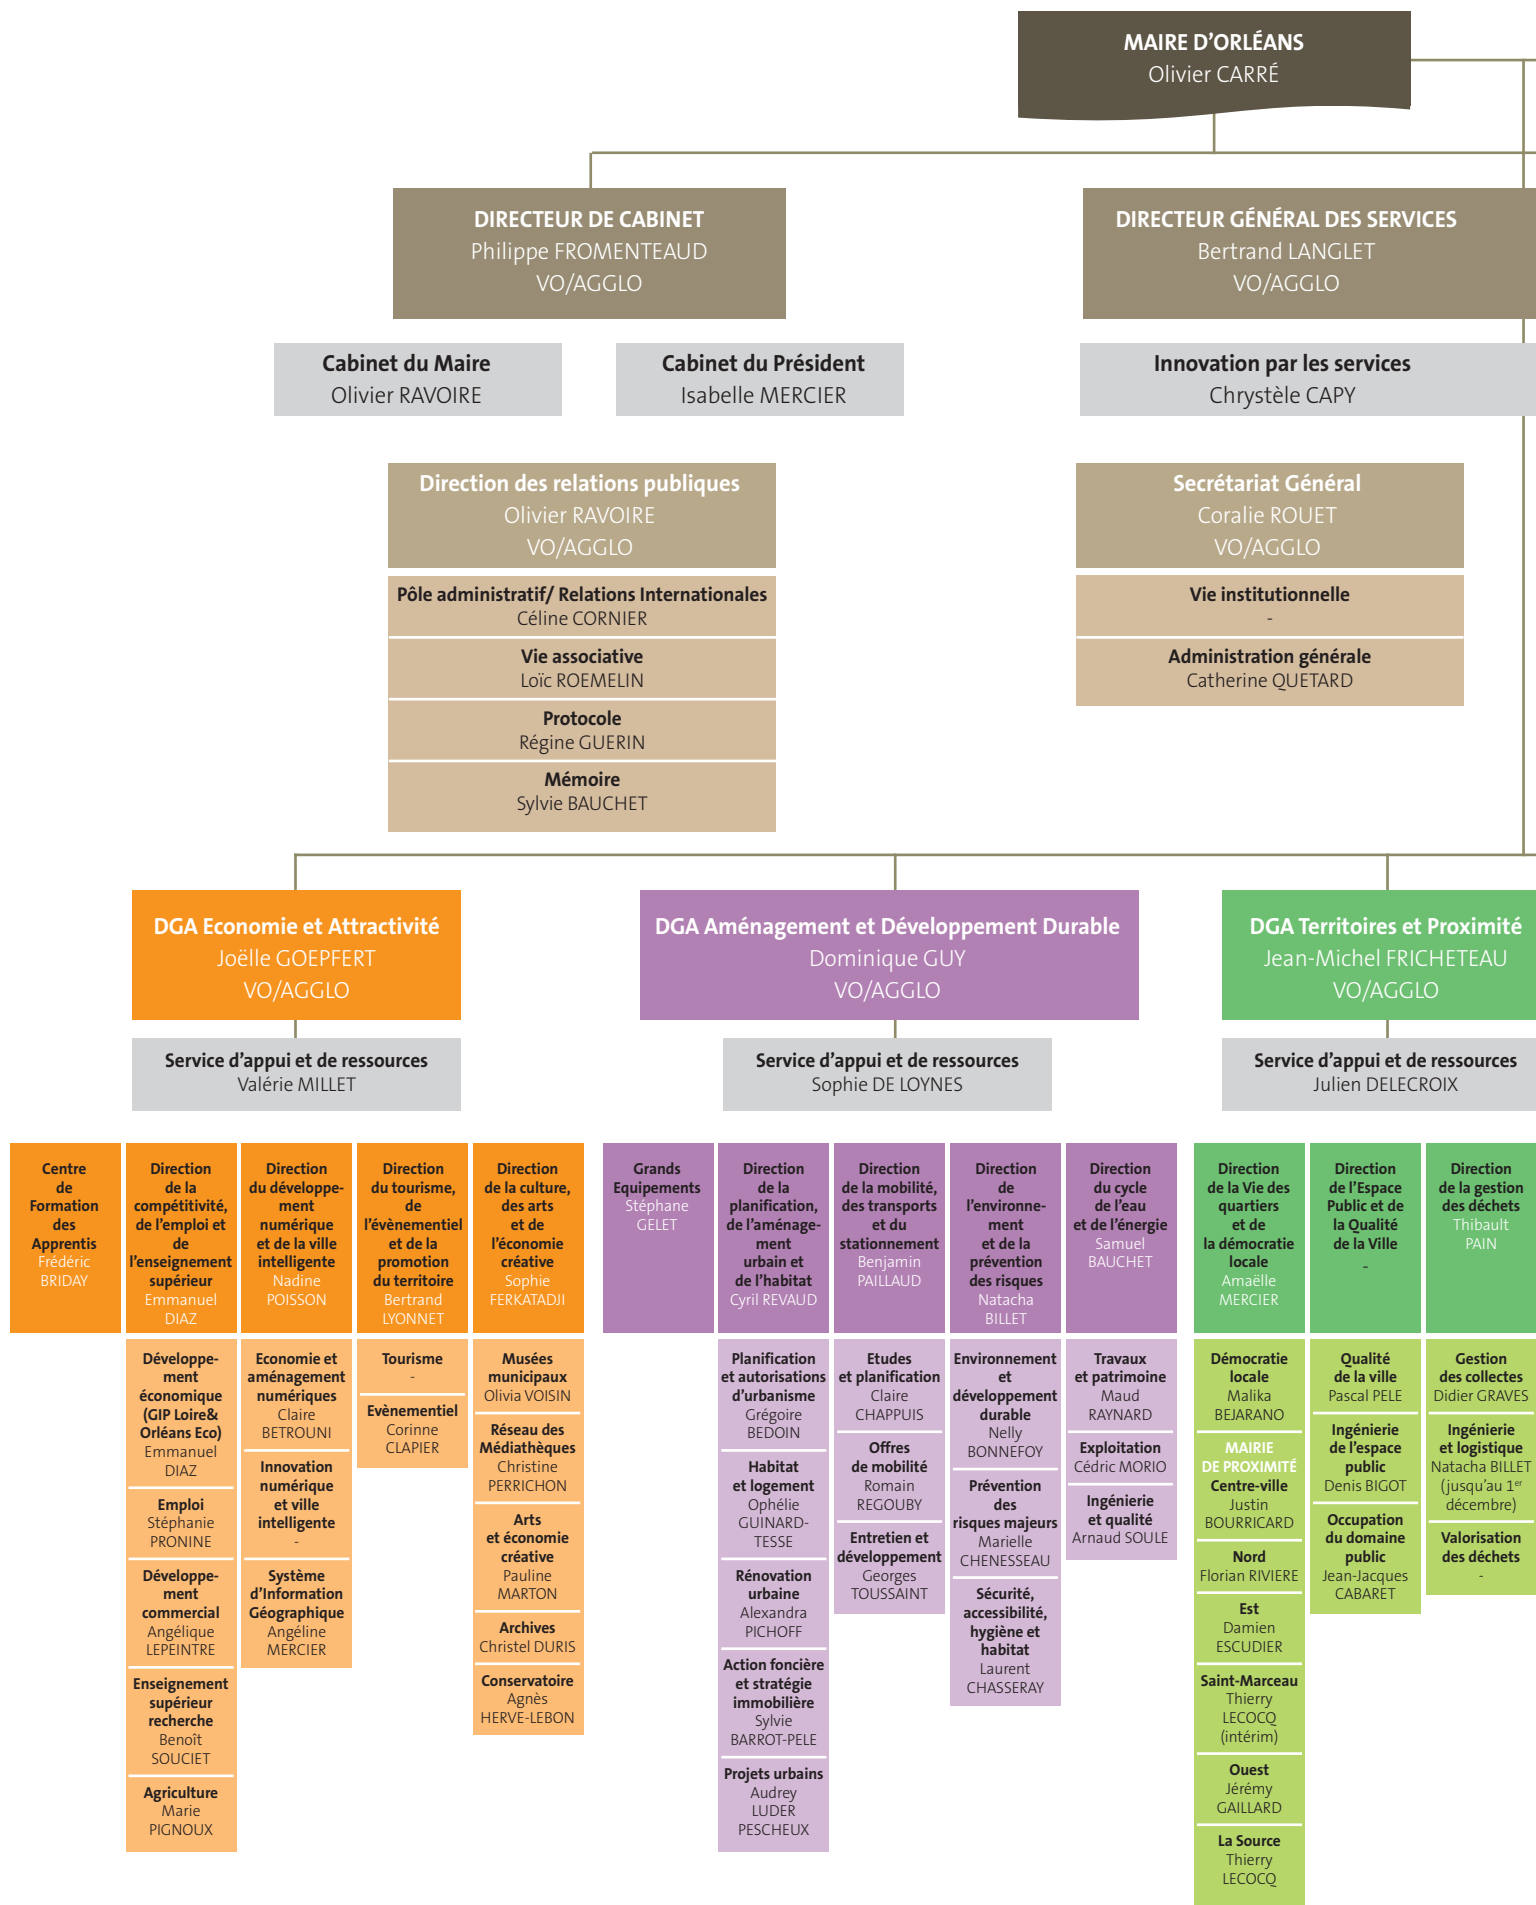 MAIRE D'ORLÉANS
Olivier CARRÉ
DIRECTEUR DE CABINET
Philippe FROMENTEAUD
VO/AGGLO
DIRECTEUR GÉNÉRAL DES SERVICES
Bertrand LANGLET
VO/AGGLO
Cabinet du Maire
Olivier RAVOIRE
Cabinet du Président
Isabelle MERCIER
Innovation par les services
Chrystèle CAPY
Direction des relations publiques
Olivier RAVOIRE
VO/AGGLO
Pôle administratif/ Relations Internationales
Céline CORNIER
Vie associative
Loïc ROEMELIN
Protocole
Régine GUERIN
Mémoire
Sylvie BAUCHET
Secrétariat Général
Coralie ROUET
VO/AGGLO
Vie institutionnelle
-
Administration générale
Catherine QUETARD
DGA Economie et Attractivité
Joëlle GOEPFERT
VO/AGGLO
Service d'appui et de ressources
Valérie MILLET
Centre
de
Formation
des
Apprentis
Frédéric
BRIDAY
Direction
de la
compétitivité,
de l'emploi et
de
l'enseignement
supérieur
Emmanuel
DIAZ
Développe-
ment
économique
(GIP Loire&
Orléans Eco)
Emmanuel
DIAZ
Emploi
Stéphanie
PRONINE
Développe-
ment
commercial
Angélique
LEPEINTRE
Enseignement
supérieur
recherche
Benoît
SOUCIET
Agriculture
Marie
PIGNOUX
Direction
du développe-
ment
numérique
et de la ville
intelligente
Nadine
POISSON
Economie et
aménagement
numériques
Claire
BETROUNI
Innovation
numérique
et ville
intelligente
-
Système
d'Information
Géographique
Angéline
MERCIER
Direction
du tourisme,
de
l'évènementiel
et de la
promotion
du territoire
Bertrand
LYONNET
Tourisme
-
Evènementiel
Corinne
CLAPIER
Direction
de la culture,
des arts
et de
l'économie
créative
Sophie
FERKATADJI
Musées
municipaux
Olivia VOISIN
Réseau des
Médiathèques
Christine
PERRICHON
Arts
et économie
créative
Pauline
MARTON
Archives
Christel DURIS
Conservatoire
Agnès
HERVE-LEBON
DGA Aménagement et Développement Durable
Dominique GUY
VO/AGGLO
Service d'appui et de ressources
Sophie DE LOYNES
Grands
Equipements
Stéphane
GELET
Direction
de la
planification,
de l'aménage-
ment
urbain et
de l'habitat
Cyril REVAUD
Planification
et autorisations
d'urbanisme
Grégoire
BEDOIN
Habitat
et logement
Ophélie
GUINARD-
TESSE
Rénovation
urbaine
Alexandra
PICHOFF
Action foncière
et stratégie
immobilière
Sylvie
BARROT-PELE
Projets urbains
Audrey
LUDER
PESCHEUX
Direction
de la mobilité,
des transports
et du
stationnement
Benjamin
PAILLAUD
Etudes
et planification
Claire
CHAPPUIS
Offres
de mobilité
Romain
REGOUBY
Entretien et
développement
Georges
TOUSSAINT
Direction
de
l'environne-
ment
et de la
prévention
des risques
Natacha
BILLET
Environnement
et
développement
durable
Nelly
BONNEFOY
Prévention
des
risques majeurs
Marielle
CHENESSEAU
Sécurité,
accessibilité,
hygiène et
habitat
Laurent
CHASSERAY
Direction
du cycle
de l'eau
et de l'énergie
Samuel
BAUCHET
Travaux
et patrimoine
Maud
RAYNARD
Exploitation
Cédric MORIO
Ingénierie
et qualité
Arnaud SOULE
DGA Territoires et Proximité
Jean-Michel FRICHETEAU
VO/AGGLO
Service d'appui et de ressources
Julien DELECROIX
Direction
de la Vie des
quartiers
et de
la démocratie
locale
Amaëlle
MERCIER
Démocratie
locale
Malika
BEJARANO
MAIRIE
DE PROXIMITÉ
Centre-ville
Justin
BOURRICARD
Nord
Florian RIVIERE
Est
Damien
ESCUDIER
Saint-Marceau
Thierry
LECOCQ
(intérim)
Ouest
Jérémy
GAILLARD
La Source
Thierry
LECOCQ
Direction
de l'Espace
Public et de
la Qualité
de la Ville
-
Qualité
de la ville
Pascal PELE
Ingénierie
de l'espace
public
Denis BIGOT
Occupation
du domaine
public
Jean-Jacques
CABARET
Direction
de la gestion
des déchets
Thibault
PAIN
Gestion
des collectes
Didier GRAVES
Ingénierie
et logistique
Natacha BILLET
(jusqu'au 1er
décembre)
Valorisation
des déchets
-